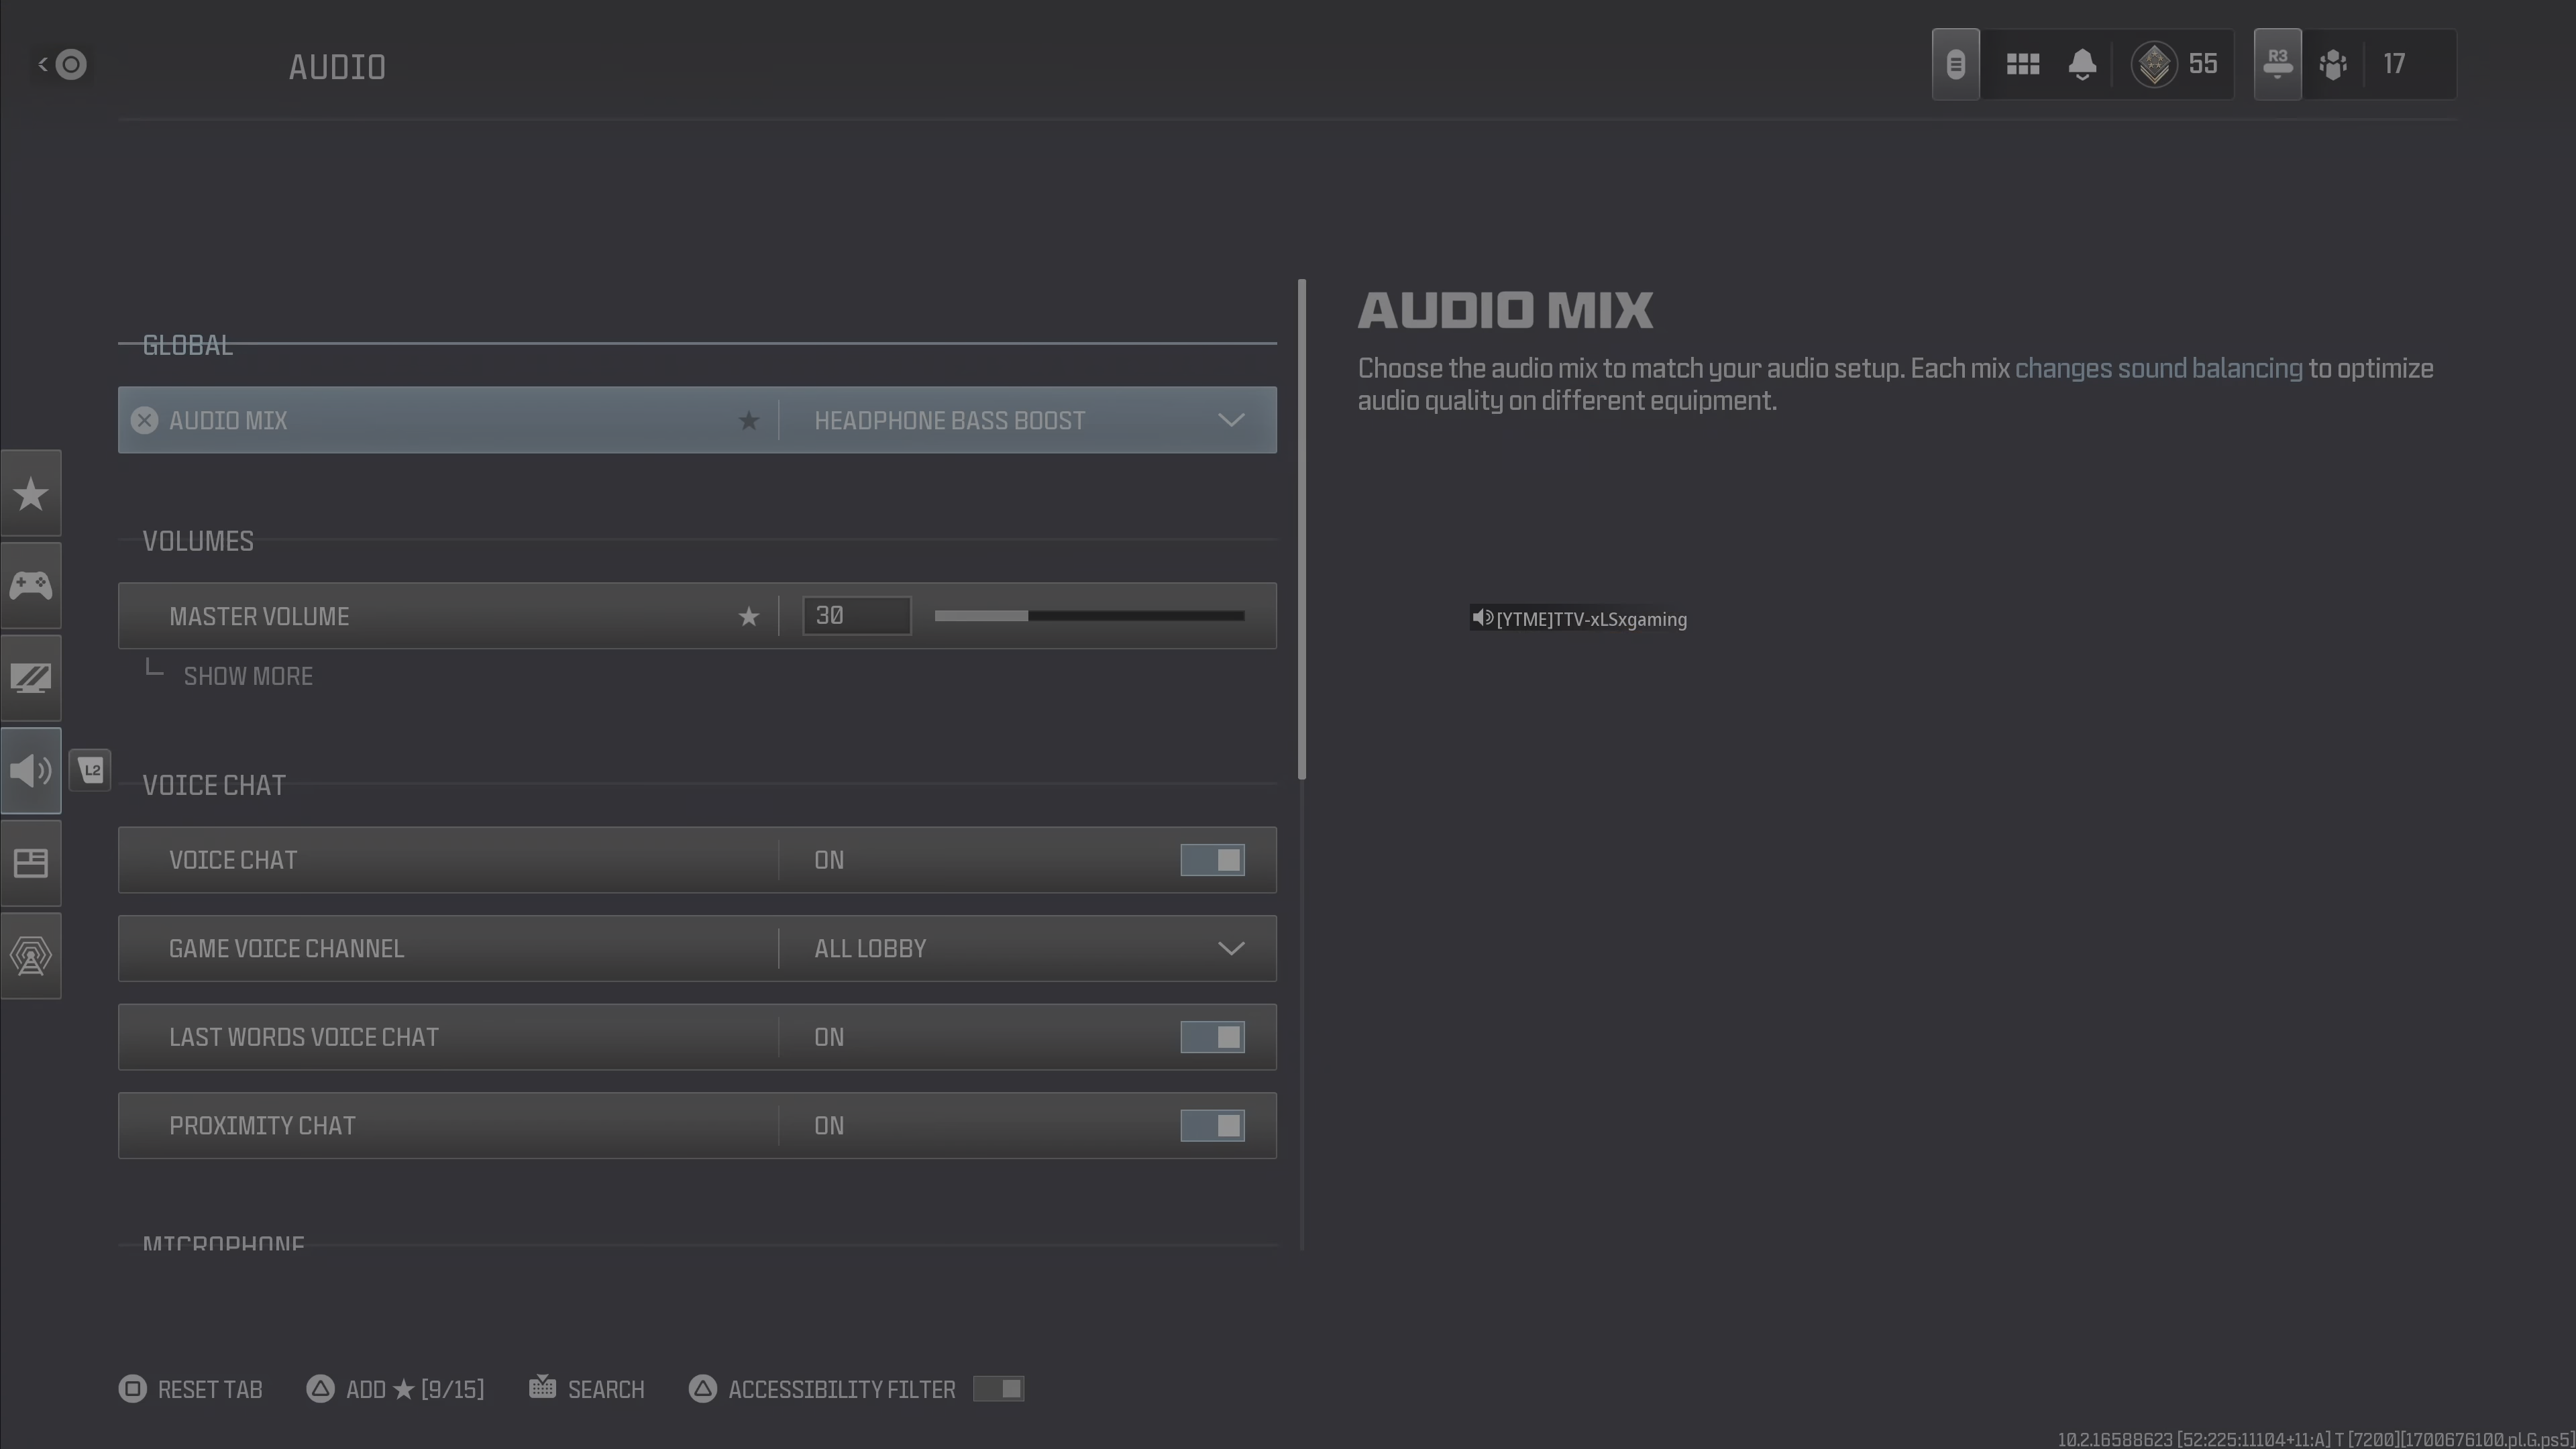 AUDIO
55
R3
17
GLOBAL
AUDIO MIX
HEADPHONE BASS BOOST
VOLUMES
MASTER VOLUME
30
SHOW MORE
L2
VOICE CHAT
VOICE CHAT
ON
GAME VOICE CHANNEL
ALL LOBBY
LAST WORDS VOICE CHAT
ON
PROXIMITY CHAT
ON
MICROPHONE
AUDIO MIX
Choose the audio mix to match your audio setup. Each mix changes sound balancing to optimize
audio quality on different equipment.
[YTME]TTV-xLSxgaming
RESET TAB
ADD ★ [9/15]
SEARCH
ACCESSIBILITY FILTER
10.2.16588623 [52:225:11104+11:A] T [7200][1700676100.pl.G.ps5]